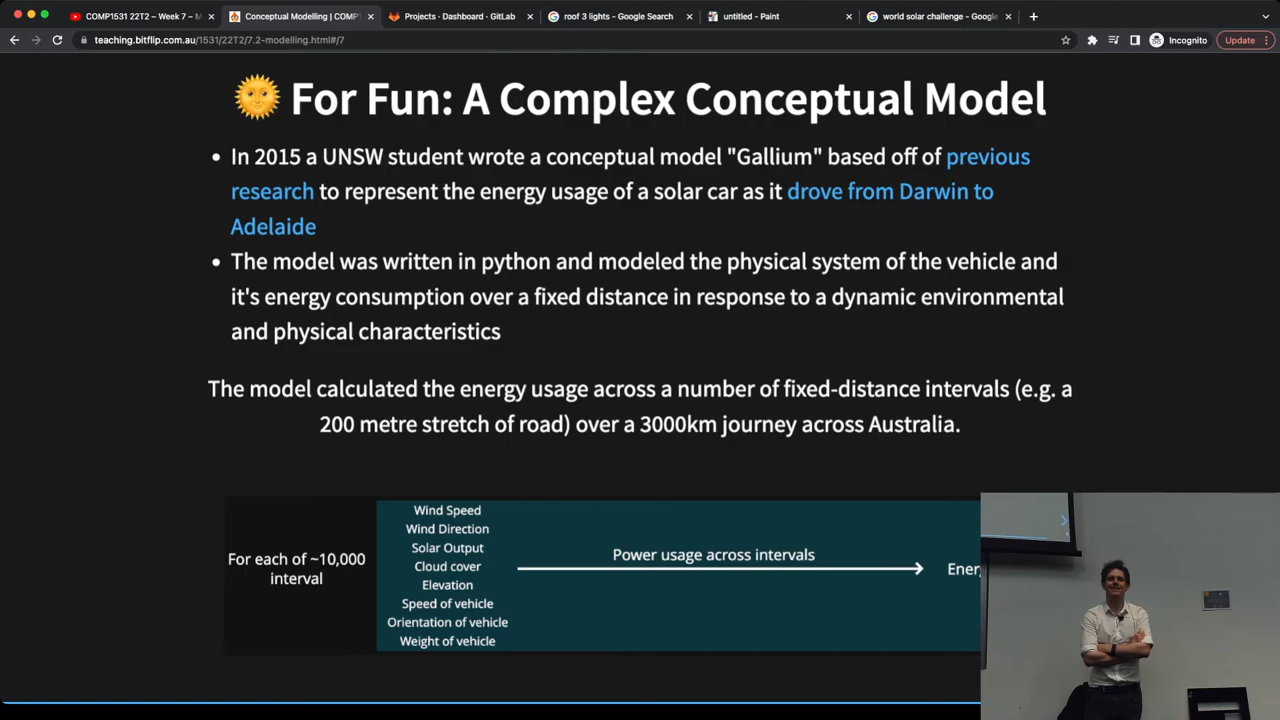 COMP1531 22T2 – Week 7 – M
Conceptual Modelling | COMP1
Projects · Dashboard · GitLab
roof 3 lights - Google Search
untitled - Paint
world solar challenge - Google
teaching.bitflip.com.au/1531/22T2/7.2-modelling.html#/7
Incognito
Update
🌞 For Fun: A Complex Conceptual Model
• In 2015 a UNSW student wrote a conceptual model "Gallium" based off of previous
research to represent the energy usage of a solar car as it drove from Darwin to
Adelaide
• The model was written in python and modeled the physical system of the vehicle and
it's energy consumption over a fixed distance in response to a dynamic environmental
and physical characteristics
The model calculated the energy usage across a number of fixed-distance intervals (e.g. a
200 metre stretch of road) over a 3000km journey across Australia.
For each of ~10,000
interval
Wind Speed
Wind Direction
Solar Output
Cloud cover
Elevation
Speed of vehicle
Orientation of vehicle
Weight of vehicle
Power usage across intervals
Ener